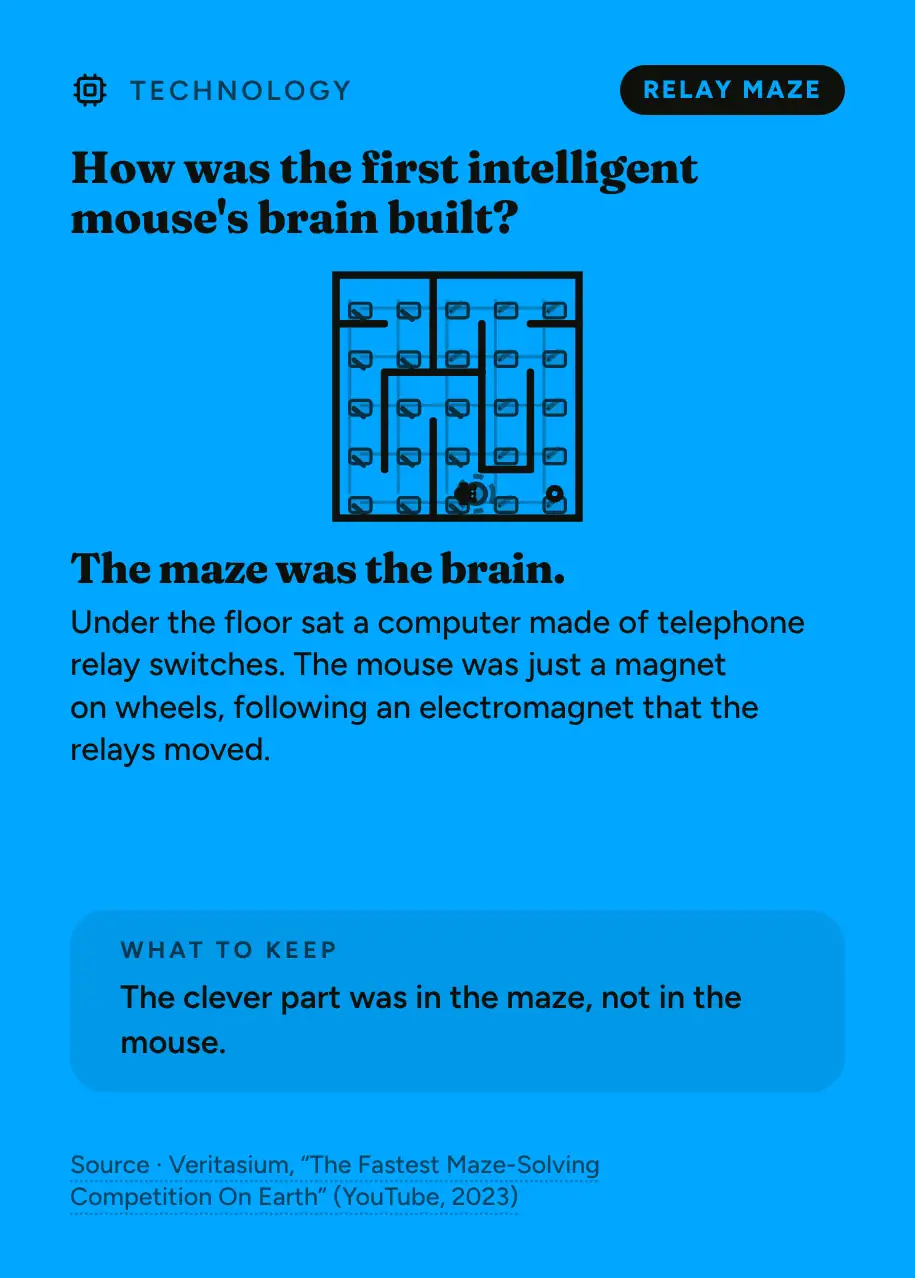 TECHNOLOGY
RELAY MAZE
How was the first intelligent
mouse's brain built?
The maze was the brain.
Under the floor sat a computer made of telephone
relay switches. The mouse was just a magnet
on wheels, following an electromagnet that the
relays moved.
WHAT TO KEEP
The clever part was in the maze, not in the
mouse.
Source · Veritasium, “The Fastest Maze-Solving
Competition On Earth” (YouTube, 2023)